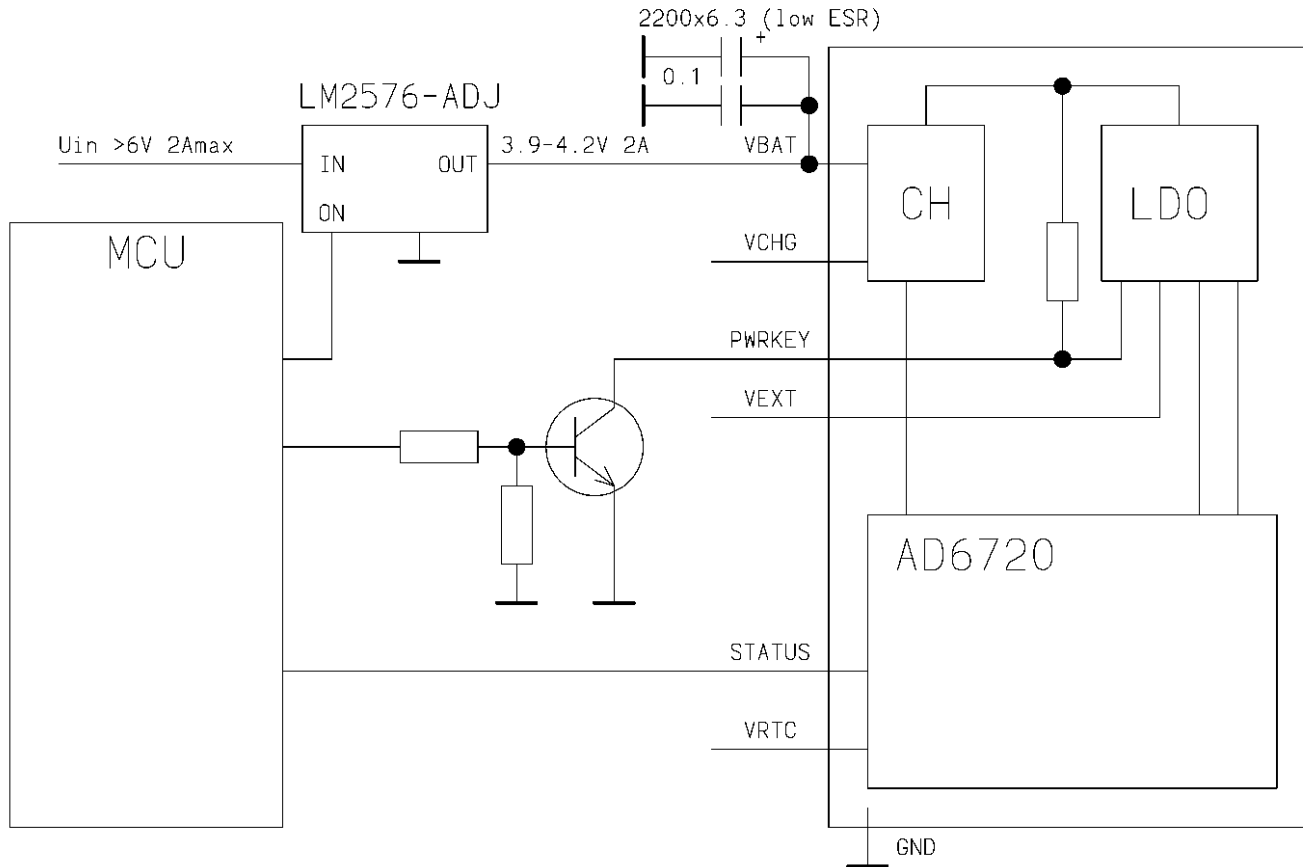 2200x6.3 (low ESR)
+
0.1
LM2576-ADJ
Uin >6V 2Amax
IN
OUT
ON
3.9-4.2V 2A
VBAT
CH
LDO
MCU
VCHG
PWRKEY
VEXT
AD6720
STATUS
VRTC
GND